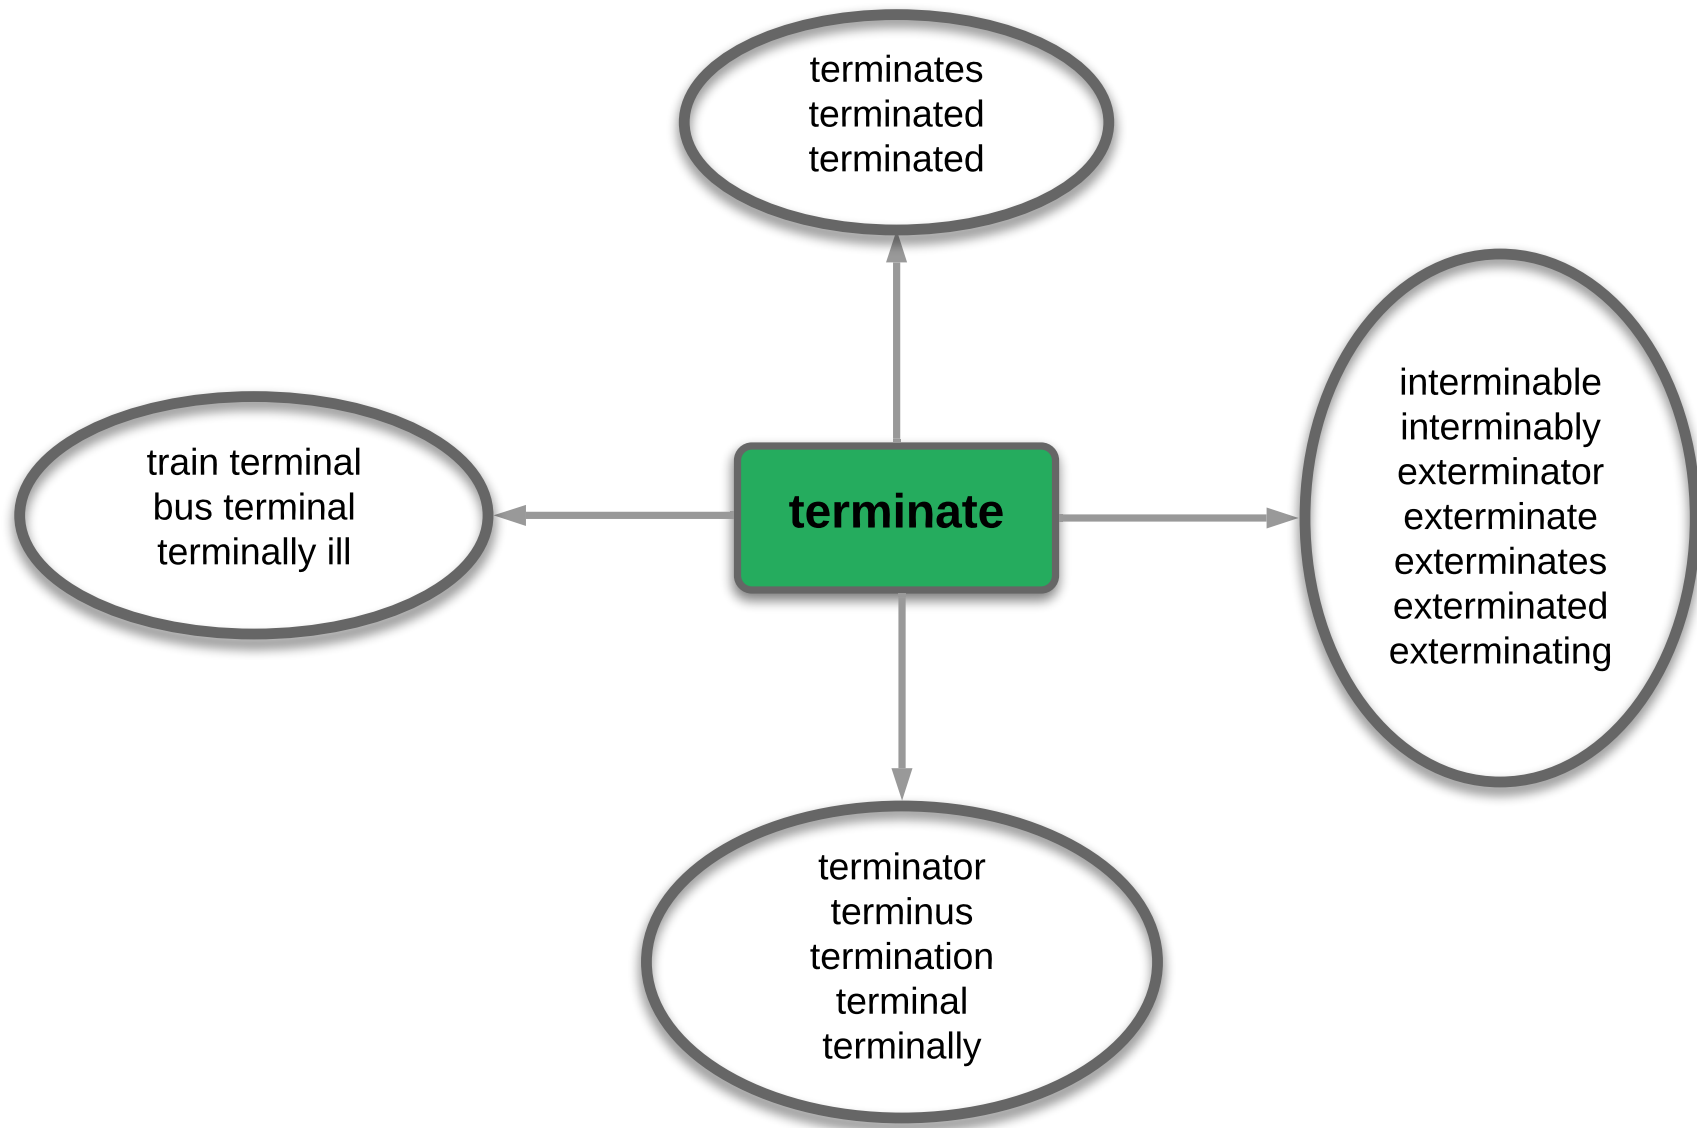 terminates
terminated
terminated
train terminal
bus terminal
terminally ill
terminate
interminable
interminably
exterminator
exterminate
exterminates
exterminated
exterminating
terminator
terminus
termination
terminal
terminally